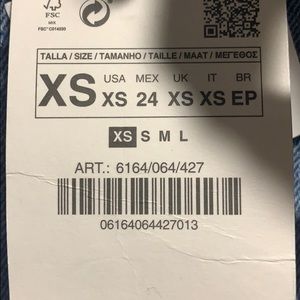 FSC
MIX
FSC® C014030
TALLA / SIZE / TAMANHO / TAILLE / MAAT / ΜΕΓΕΘΟΣ
XS
USA MEX UK IT BR
XS 24 XS XS EP
XS S M L
ART.: 6164/064/427
06164064427013